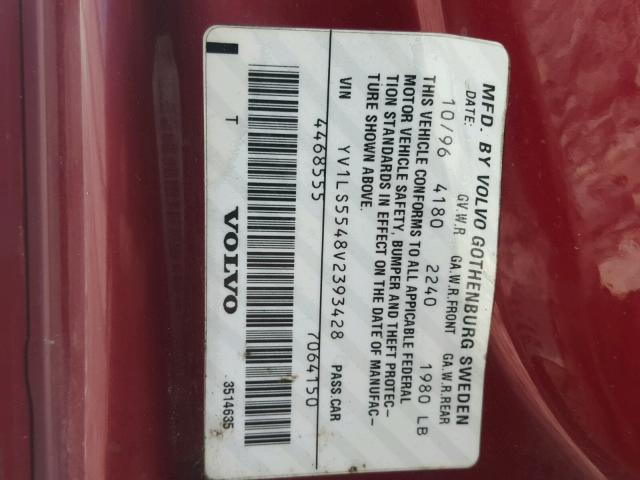 MFD. BY VOLVO GOTHENBURG SWEDEN
DATE: GV.W.R GA.W.R.FRONT GA.W.R.REAR
10/96 4180 2240 1980 LB
THIS VEHICLE CONFORMS TO ALL APPLICABLE FEDERAL
MOTOR VEHICLE SAFETY, BUMPER AND THEFT PROTEC-
TION STANDARDS IN EFFECT ON THE DATE OF MANUFAC-
TURE SHOWN ABOVE.
VIN YV1LS5548V2393428 PASS.CAR
4468555 7064150
T VOLVO 3514635